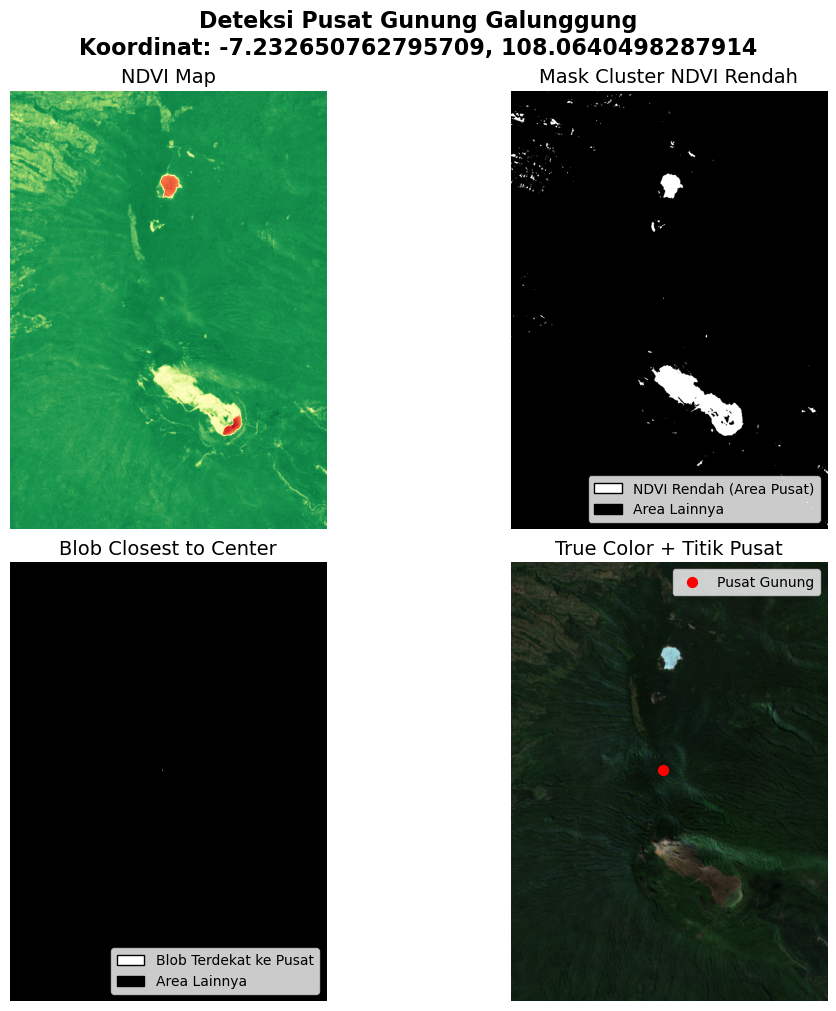 Deteksi Pusat Gunung Galunggung
Koordinat: -7.232650762795709, 108.0640498287914
NDVI Map
Mask Cluster NDVI Rendah
NDVI Rendah (Area Pusat)
Area Lainnya
Blob Closest to Center
True Color + Titik Pusat
Pusat Gunung
Blob Terdekat ke Pusat
Area Lainnya